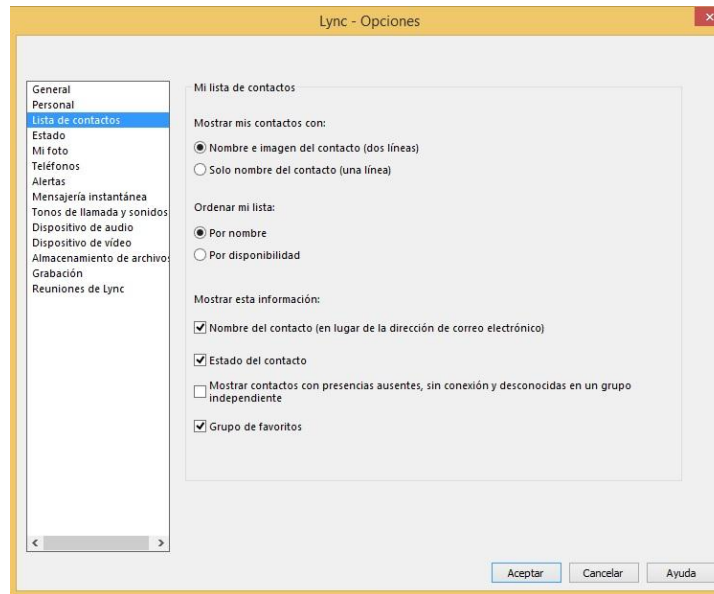 Lync - Opciones
General
Personal
Lista de contactos
Estado
Mi foto
Teléfonos
Alertas
Mensajería instantánea
Tonos de llamada y sonidos
Dispositivo de audio
Dispositivo de vídeo
Almacenamiento de archivos
Grabación
Reuniones de Lync
Mi lista de contactos
Mostrar mis contactos con:
Nombre e imagen del contacto (dos líneas)
Solo nombre del contacto (una línea)
Ordenar mi lista:
Por nombre
Por disponibilidad
Mostrar esta información:
Nombre del contacto (en lugar de la dirección de correo electrónico)
Estado del contacto
Mostrar contactos con presencias ausentes, sin conexión y desconocidas en un grupo
independiente
Grupo de favoritos
Aceptar
Cancelar
Ayuda